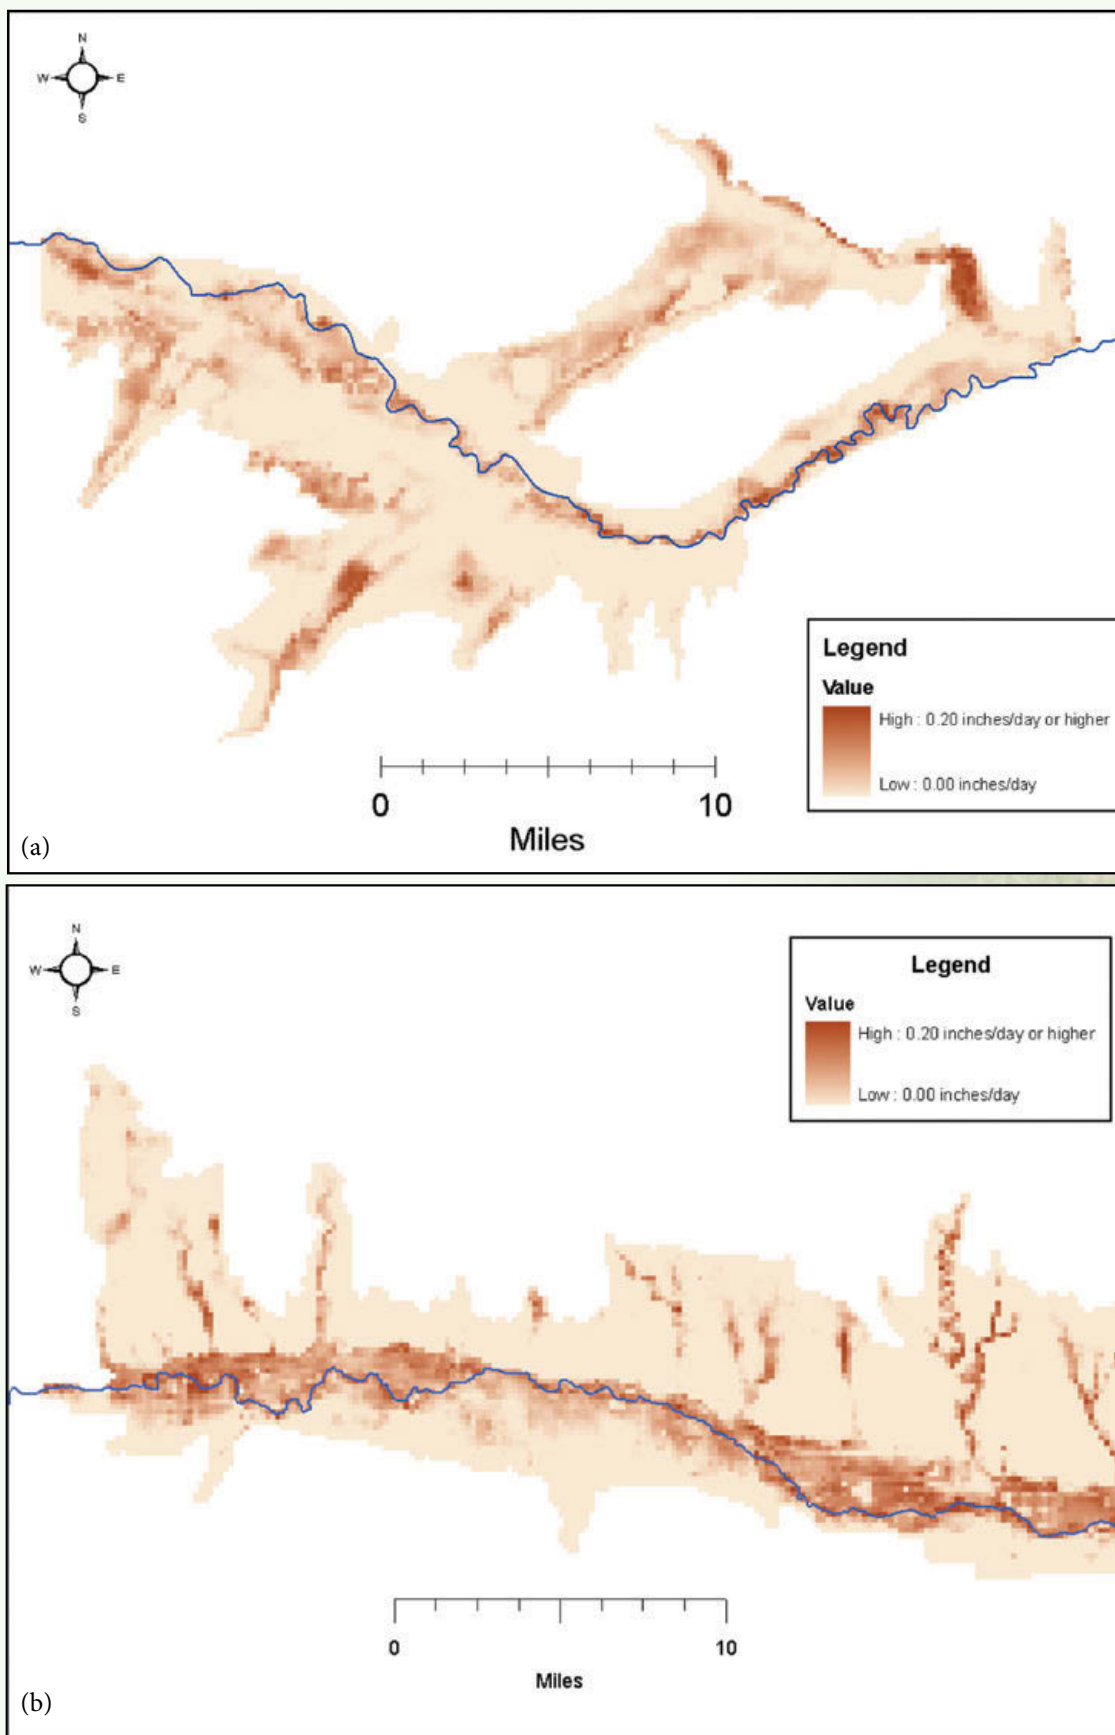 N
W E
S
Legend
Value
High : 0.20 inches/day or higher
Low : 0.00 inches/day
0 10
Miles
(a)
N
W E
S
Legend
Value
High : 0.20 inches/day or higher
Low : 0.00 inches/day
0 10
Miles
(b)